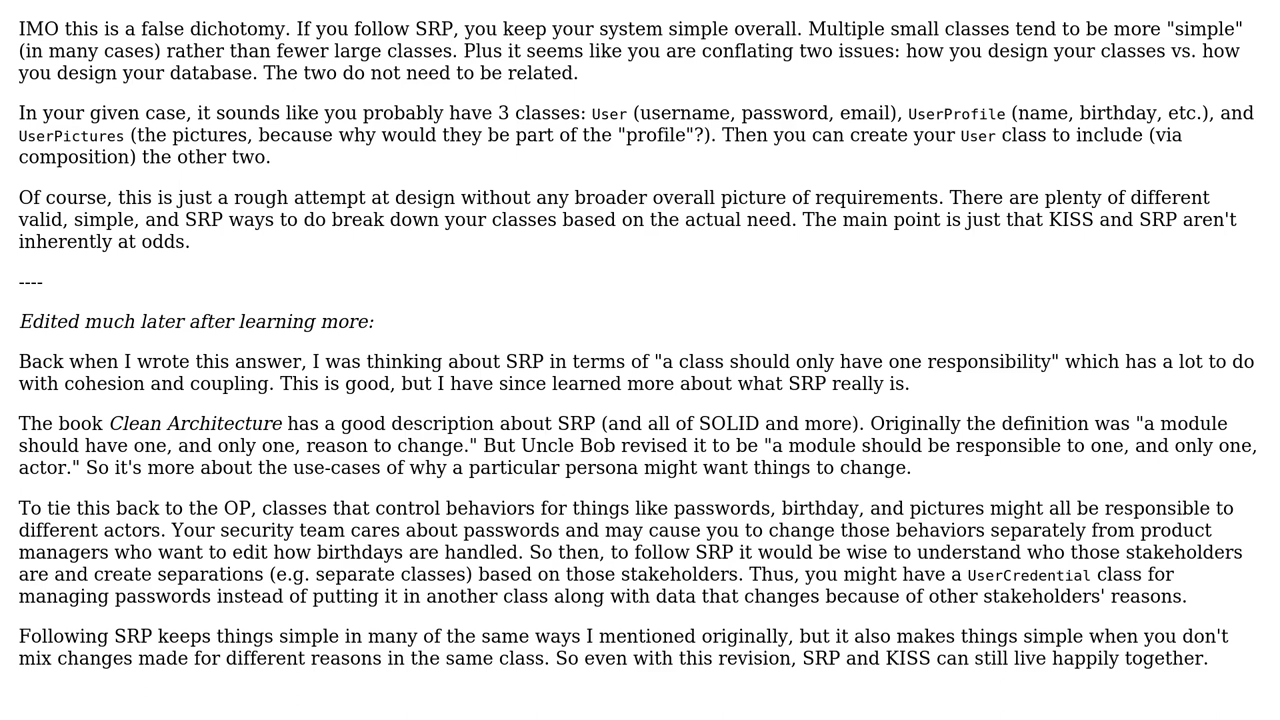 IMO this is a false dichotomy. If you follow SRP, you keep your system simple overall. Multiple small classes tend to be more "simple"
(in many cases) rather than fewer large classes. Plus it seems like you are conflating two issues: how you design your classes vs. how
you design your database. The two do not need to be related.
In your given case, it sounds like you probably have 3 classes: User (username, password, email), UserProfile (name, birthday, etc.), and
UserPictures (the pictures, because why would they be part of the "profile"?). Then you can create your User class to include (via
composition) the other two.
Of course, this is just a rough attempt at design without any broader overall picture of requirements. There are plenty of different
valid, simple, and SRP ways to do break down your classes based on the actual need. The main point is just that KISS and SRP aren't
inherently at odds.
----
Edited much later after learning more:
Back when I wrote this answer, I was thinking about SRP in terms of "a class should only have one responsibility" which has a lot to do
with cohesion and coupling. This is good, but I have since learned more about what SRP really is.
The book Clean Architecture has a good description about SRP (and all of SOLID and more). Originally the definition was "a module
should have one, and only one, reason to change." But Uncle Bob revised it to be "a module should be responsible to one, and only one,
actor." So it's more about the use-cases of why a particular persona might want things to change.
To tie this back to the OP, classes that control behaviors for things like passwords, birthday, and pictures might all be responsible to
different actors. Your security team cares about passwords and may cause you to change those behaviors separately from product
managers who want to edit how birthdays are handled. So then, to follow SRP it would be wise to understand who those stakeholders
are and create separations (e.g. separate classes) based on those stakeholders. Thus, you might have a UserCredential class for
managing passwords instead of putting it in another class along with data that changes because of other stakeholders' reasons.
Following SRP keeps things simple in many of the same ways I mentioned originally, but it also makes things simple when you don't
mix changes made for different reasons in the same class. So even with this revision, SRP and KISS can still live happily together.